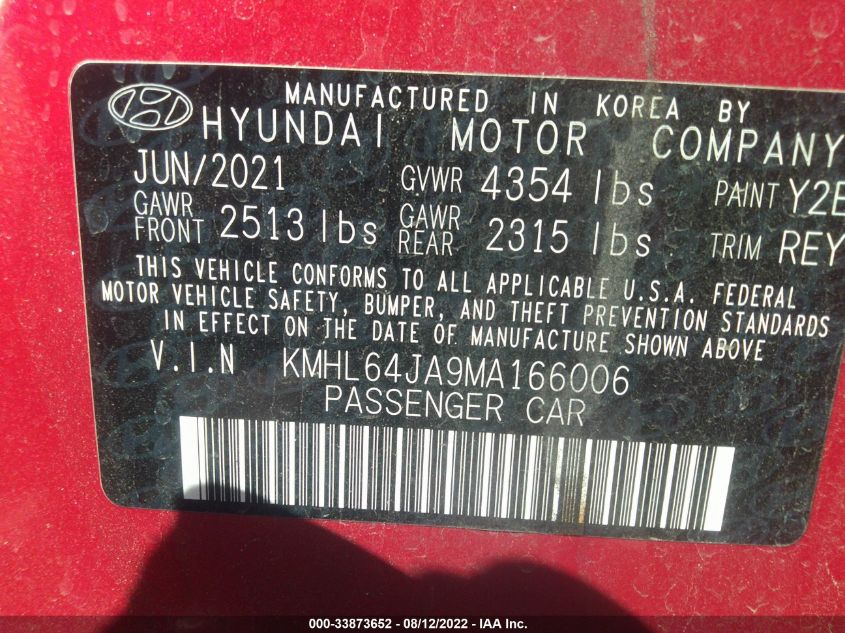 MANUFACTURED IN KOREA BY
HYUNDAI MOTOR COMPANY
JUN/2021 GVWR 4354 lbs PAINT Y2E
GAWR FRONT 2513 lbs GAWR REAR 2315 lbs TRIM REY
THIS VEHICLE CONFORMS TO ALL APPLICABLE U.S.A. FEDERAL
MOTOR VEHICLE SAFETY, BUMPER, AND THEFT PREVENTION STANDARDS
IN EFFECT ON THE DATE OF MANUFACTURE SHOWN ABOVE
V.I.N KMHL64JA9MA166006
PASSENGER CAR
000-33873652 - 08/12/2022 - IAA Inc.